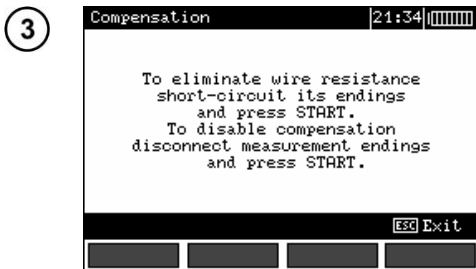 3
Compensation 21:34
To eliminate wire resistance
short-circuit its endings
and press START.
To disable compensation
disconnect measurement endings
and press START.
ESC Exit